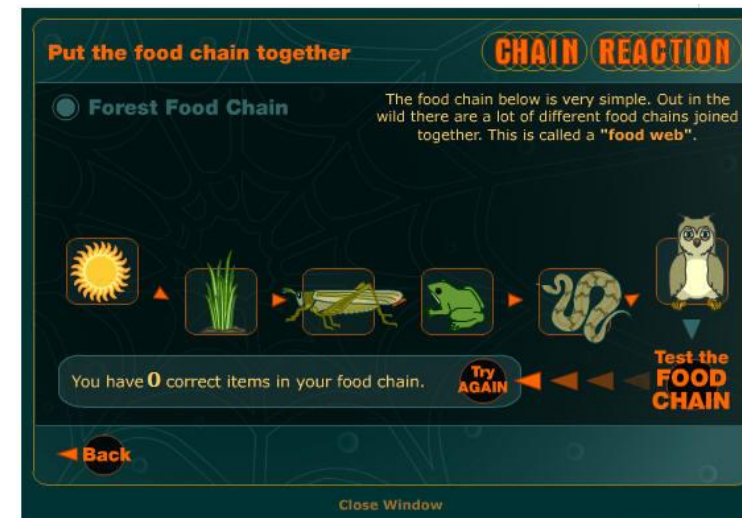 Put the food chain together
CHAIN REACTION
Forest Food Chain
The food chain below is very simple. Out in the
wild there are a lot of different food chains joined
together. This is called a "food web".
You have 0 correct items in your food chain.
Try
AGAIN
Test the
FOOD
CHAIN
Back
Close Window